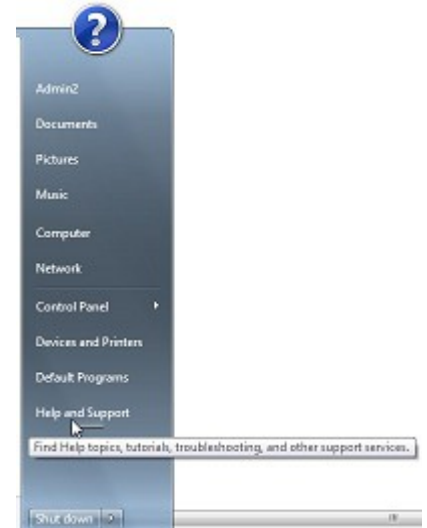 ?
Admin2
Documents
Pictures
Music
Computer
Network
Control Panel
Devices and Printers
Default Programs
Help and Support
Find Help topics, tutorials, troubleshooting, and other support services.
Shut down